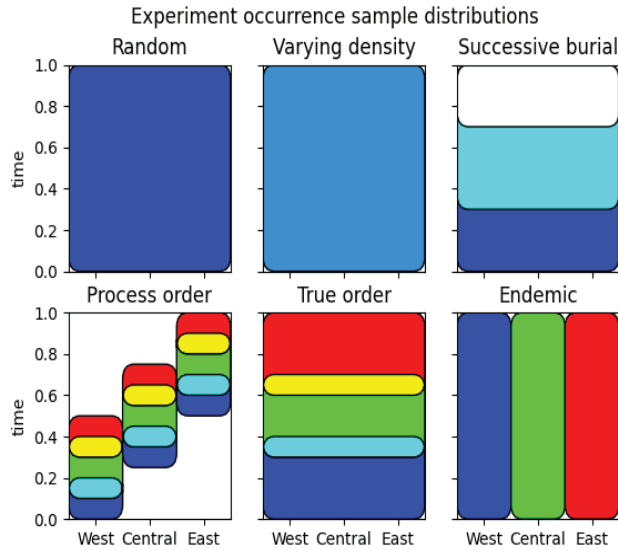 Experiment occurrence sample distributions
Random Varying density Successive burial
1.0
0.8
0.6
0.4
0.2
0.0
time
Process order True order Endemic
1.0
0.8
0.6
0.4
0.2
0.0
time
West Central East West Central East West Central East